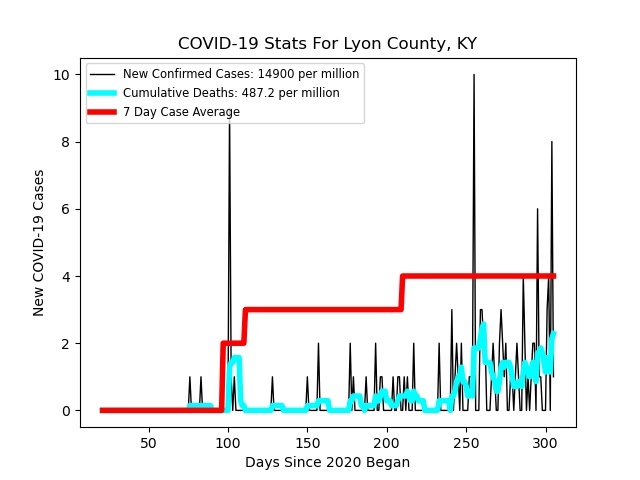 COVID-19 Stats For Lyon County, KY
New Confirmed Cases: 14900 per million
Cumulative Deaths: 487.2 per million
7 Day Case Average
New COVID-19 Cases
10
8
6
4
2
0
50 100 150 200 250 300
Days Since 2020 Began